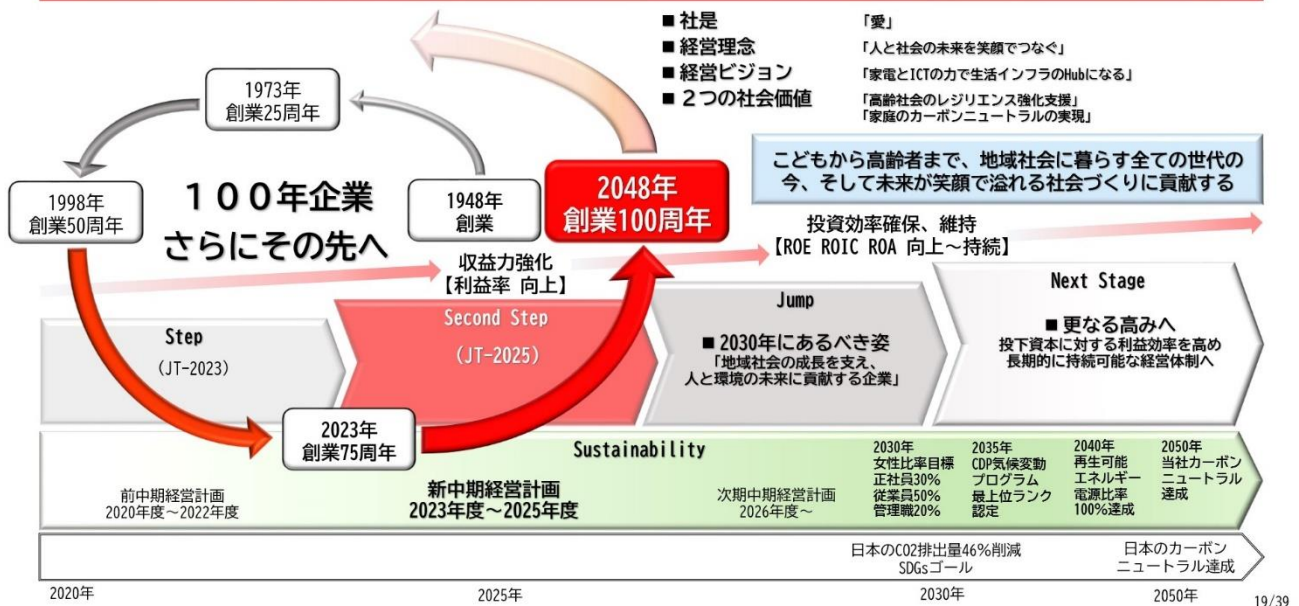 ■ 社是 「愛」
■ 経営理念 「人と社会の未来を笑顔でつなぐ」
■ 経営ビジョン 「家電とICTの力で生活インフラのHubになる」
■ 2つの社会価値 「高齢社会のレジリエンス強化支援」
「家庭のカーボンニュートラルの実現」
1973年
創業25周年
1998年
創業50周年
100年企業
さらにその先へ
1948年
創業
2048年
創業100周年
こどもから高齢者まで、地域社会に暮らす全ての世代の
今、そして未来が笑顔で溢れる社会づくりに貢献する
収益力強化
【利益率 向上】
投資効率確保、維持
【ROE ROIC ROA 向上～持続】
Step
(JT-2023)
Second Step
(JT-2025)
Jump
■ 2030年にあるべき姿
「地域社会の成長を支え、
人と環境の未来に貢献する企業」
Next Stage
■ 更なる高みへ
投下資本に対する利益効率を高め
長期的に持続可能な経営体制へ
2023年
創業75周年
Sustainability
前中期経営計画
2020年度～2022年度
新中期経営計画
2023年度～2025年度
次期中期経営計画
2026年度～
2030年
女性比率目標
正社員30%
従業員50%
管理職20%
2035年
CDP気候変動
プログラム
最上位ランク
認定
2040年
再生可能
エネルギー
電源比率
100%達成
2050年
当社カーボン
ニュートラル
達成
日本のCO2排出量46%削減
SDGsゴール
日本のカーボン
ニュートラル達成
2020年
2025年
2030年
2050年
19/39